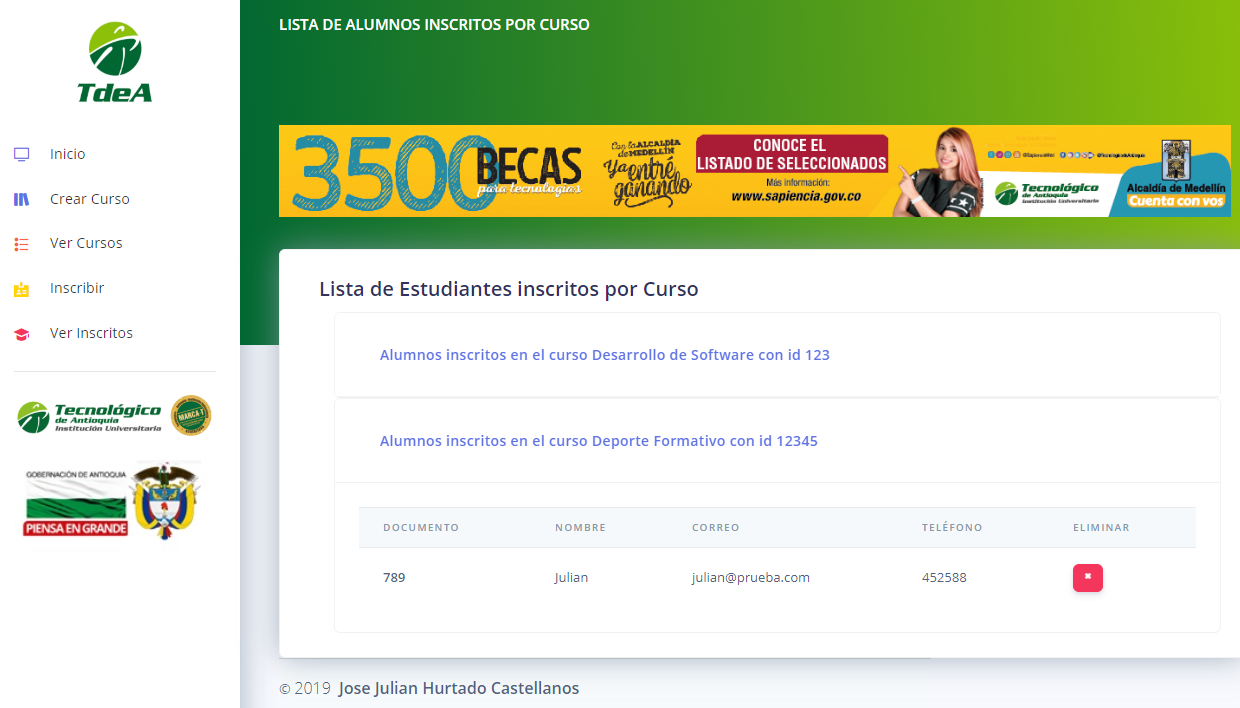 TdeA
Inicio
Crear Curso
Ver Cursos
Inscribir
Ver Inscritos
Tecnológico
de Antioquia
Institución Universitaria
MARCA 1
GOBERNACIÓN DE ANTIOQUIA
PIENSA EN GRANDE
LISTA DE ALUMNOS INSCRITOS POR CURSO
3500 BECAS
para tecnologías
Con la ALCALDÍA
de MEDELLÍN
Ya entré
ganando
CONOCE EL
LISTADO DE SELECCIONADOS
Más información:
www.sapiencia.gov.co
Tecnológico
de Antioquia
Institución Universitaria
Alcaldía de Medellín
Cuenta con vos
Lista de Estudiantes inscritos por Curso
Alumnos inscritos en el curso Desarrollo de Software con id 123
Alumnos inscritos en el curso Deporte Formativo con id 12345
DOCUMENTO NOMBRE CORREO TELÉFONO ELIMINAR
789 Julian julian@prueba.com 452588
© 2019 Jose Julian Hurtado Castellanos